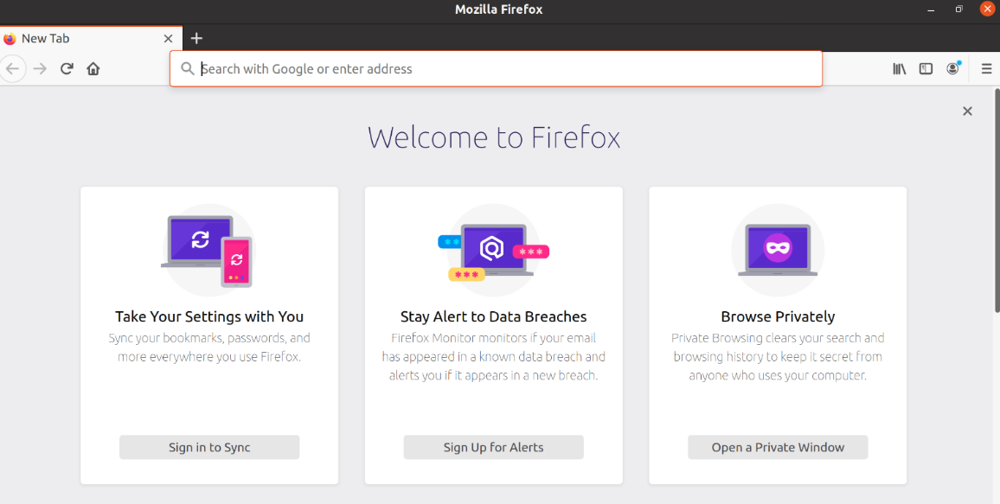 Mozilla Firefox
New Tab
Search with Google or enter address
Welcome to Firefox
Take Your Settings with You
Sync your bookmarks, passwords, and
more everywhere you use Firefox.
Sign in to Sync
Stay Alert to Data Breaches
Firefox Monitor monitors if your email
has appeared in a known data breach and
alerts you if it appears in a new breach.
Sign Up for Alerts
Browse Privately
Private Browsing clears your search and
browsing history to keep it secret from
anyone who uses your computer.
Open a Private Window